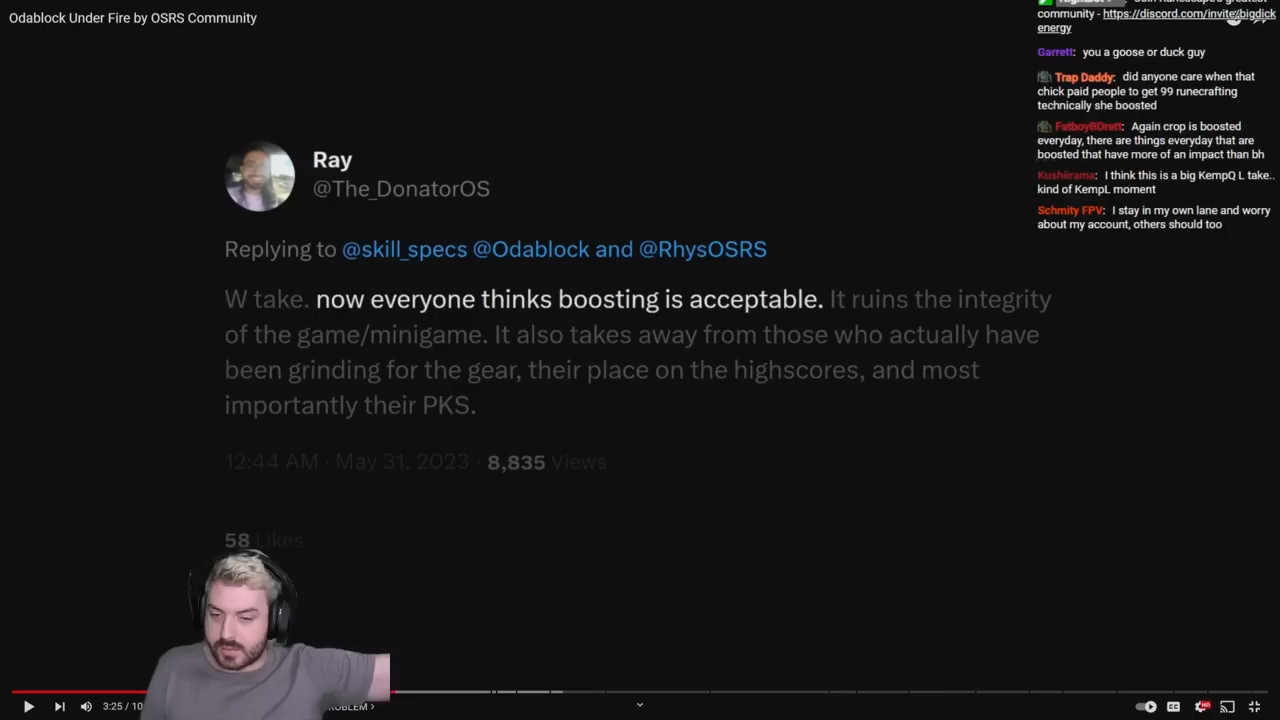 Odablock Under Fire by OSRS Community
community - https://discord.com/invite/bigdick
energy
Garrett: you a goose or duck guy
Trap Daddy: did anyone care when that
chick paid people to get 99 runecrafting
technically she boosted
FatboyBDrett: Again crop is boosted
everyday, there are things everyday that are
boosted that have more of an impact than bh
Kushiirama: I think this is a big KempQ L take..
kind of KempL moment
Schmity FPV: I stay in my own lane and worry
about my account, others should too
Ray
@The_DonatorOS
Replying to @skill_specs @Odablock and @RhysOSRS
W take. now everyone thinks boosting is acceptable. It ruins the integrity
of the game/minigame. It also takes away from those who actually have
been grinding for the gear, their place on the highscores, and most
importantly their PKS.
12:44 AM · May 31, 2023 · 8,835 Views
58 Likes
3:25 / 10
ROBLEM >
HD